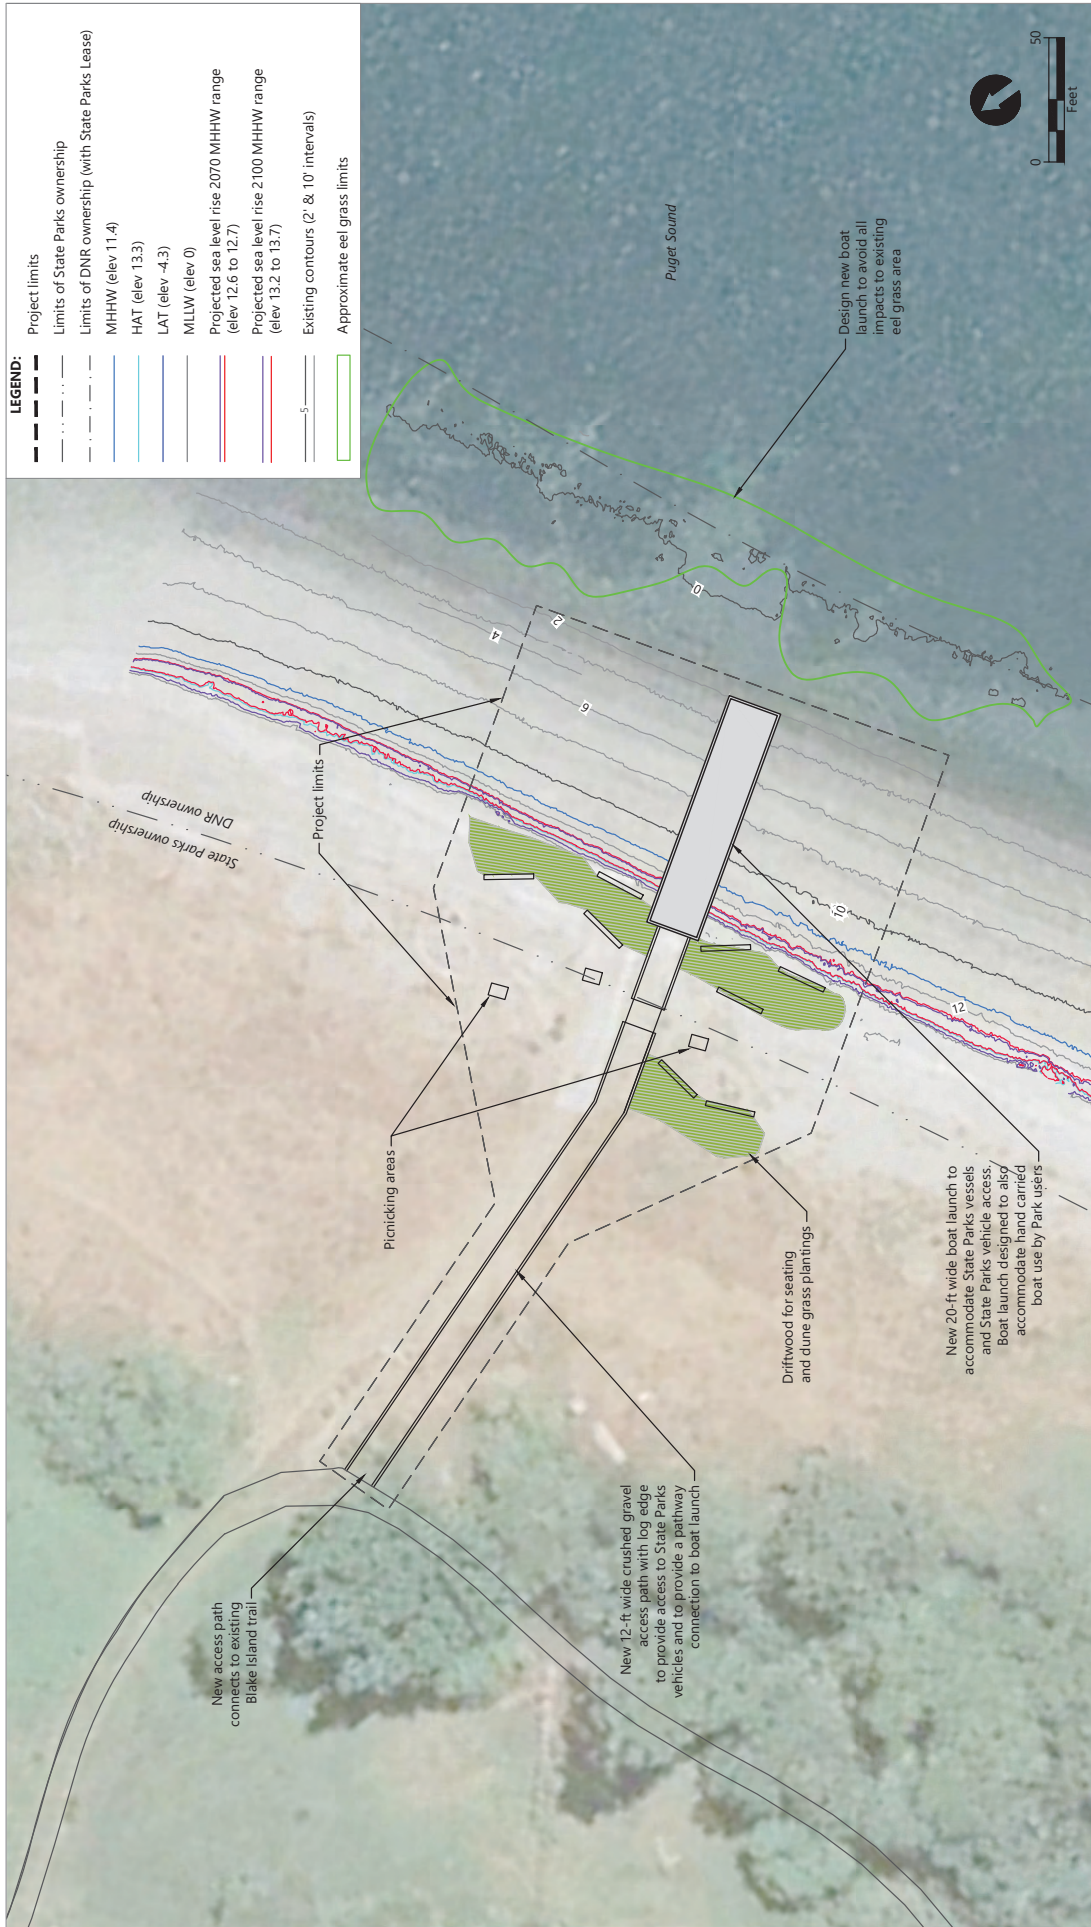 LEGEND:
Project limits
Limits of State Parks ownership
Limits of DNR ownership (with State Parks Lease)
MHHW (elev 11.4)
HAT (elev 13.3)
LAT (elev -4.3)
MLLW (elev 0)
Projected sea level rise 2070 MHHW range
(elev 12.6 to 12.7)
Projected sea level rise 2100 MHHW range
(elev 13.2 to 13.7)
5
Existing contours (2' & 10' intervals)
Approximate eel grass limits
New access path
connects to existing
Blake Island trail
Picnicking areas
Project limits
State Parks ownership
DNR ownership
New 12-ft wide crushed gravel
access path with log edge
to provide access to State Parks
vehicles and to provide a pathway
connection to boat launch
Driftwood for seating
and dune grass plantings
New 20-ft wide boat launch to
accommodate State Parks vessels
and State Parks vehicle access.
Boat launch designed to also
accommodate hand carried
boat use by Park users
12
10
6
4
2
0
Design new boat
launch to avoid all
impacts to existing
eel grass area
Puget Sound
0
50
Feet